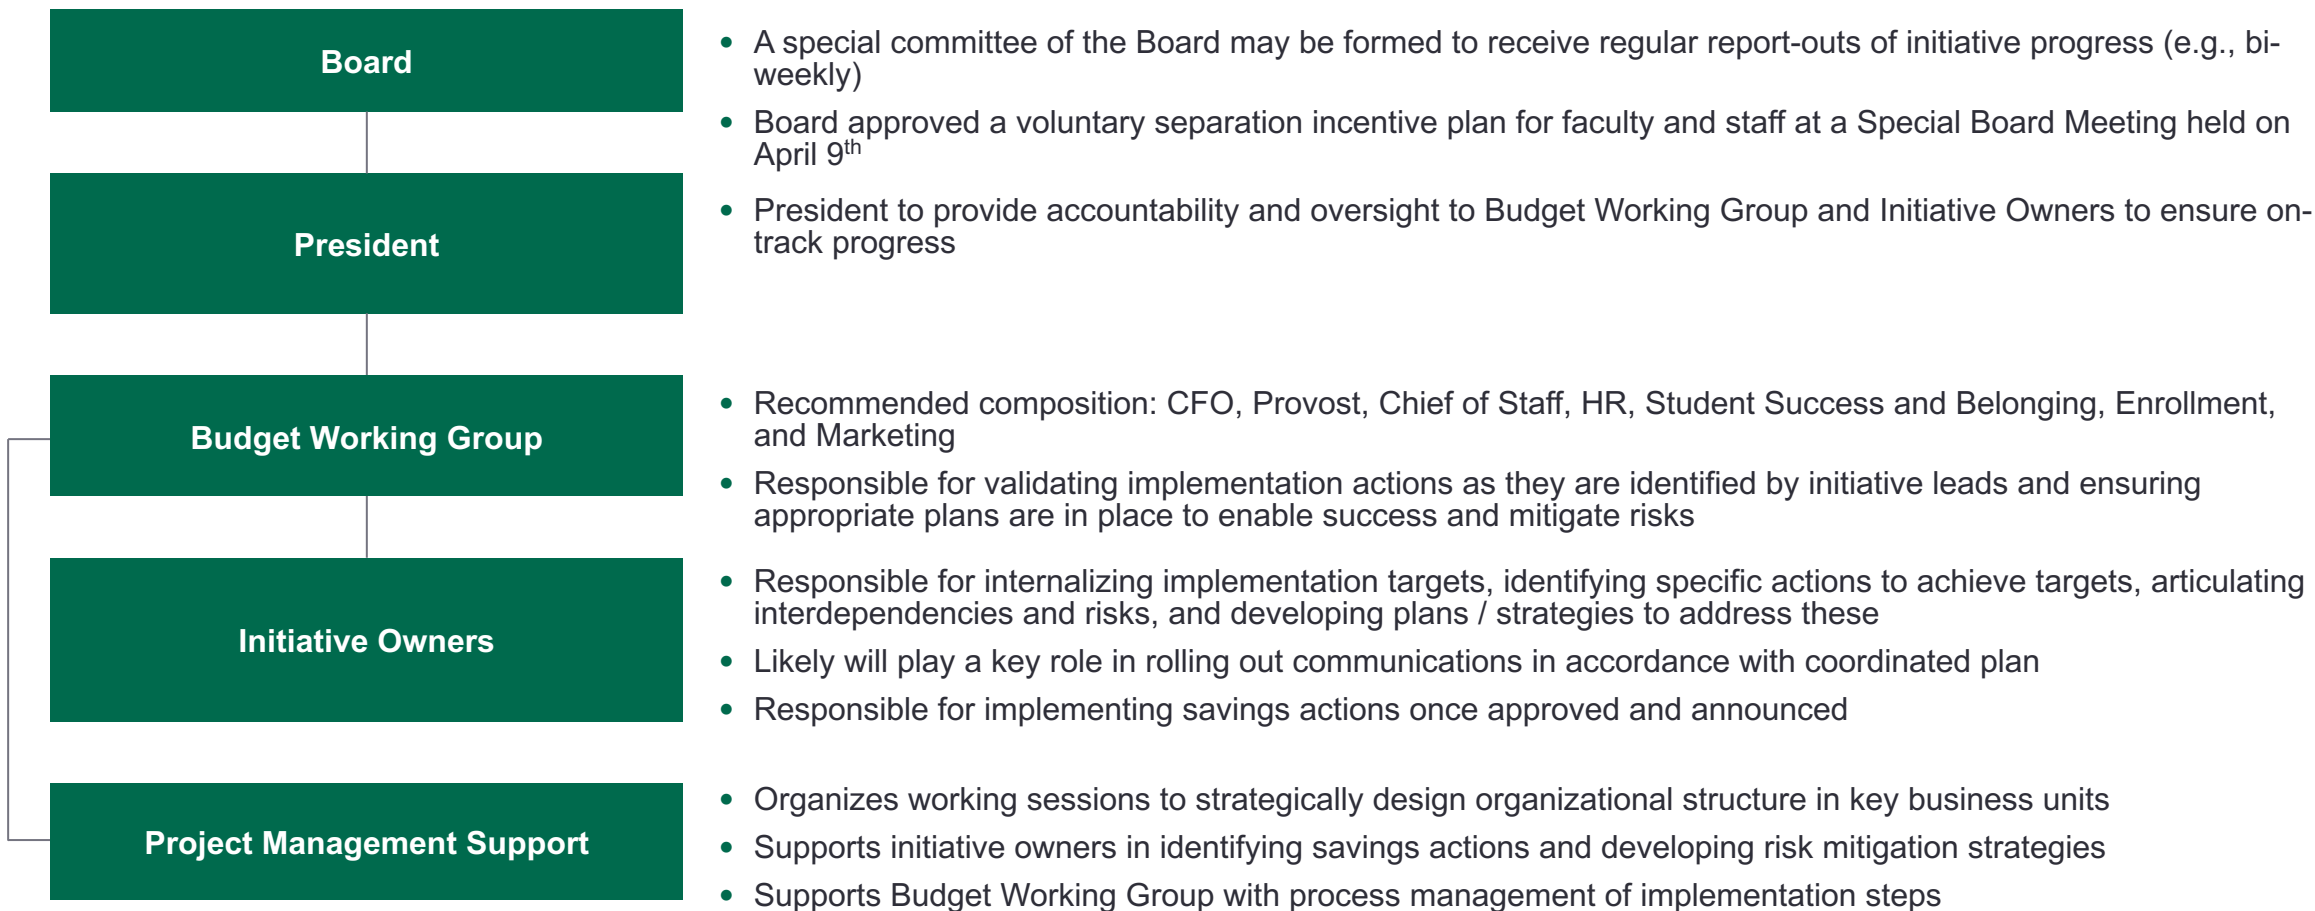 Board
• A special committee of the Board may be formed to receive regular report-outs of initiative progress (e.g., bi-
weekly)
• Board approved a voluntary separation incentive plan for faculty and staff at a Special Board Meeting held on
April 9th
President
• President to provide accountability and oversight to Budget Working Group and Initiative Owners to ensure on-
track progress
Budget Working Group
• Recommended composition: CFO, Provost, Chief of Staff, HR, Student Success and Belonging, Enrollment,
and Marketing
• Responsible for validating implementation actions as they are identified by initiative leads and ensuring
appropriate plans are in place to enable success and mitigate risks
Initiative Owners
• Responsible for internalizing implementation targets, identifying specific actions to achieve targets, articulating
interdependencies and risks, and developing plans / strategies to address these
• Likely will play a key role in rolling out communications in accordance with coordinated plan
• Responsible for implementing savings actions once approved and announced
Project Management Support
• Organizes working sessions to strategically design organizational structure in key business units
• Supports initiative owners in identifying savings actions and developing risk mitigation strategies
• Supports Budget Working Group with process management of implementation steps